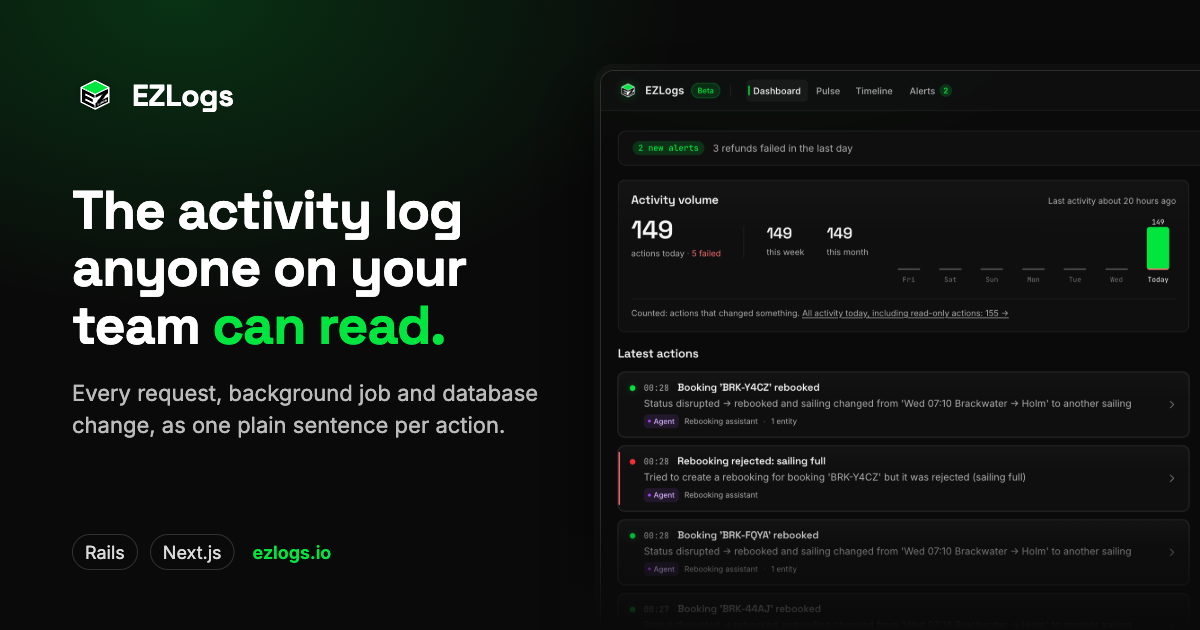 EZLogs
The activity log
anyone on your
team can read.
Every request, background job and database
change, as one plain sentence per action.
Rails
Next.js
ezlogs.io
EZLogs Beta Dashboard Pulse Timeline Alerts 2
2 new alerts 3 refunds failed in the last day
Activity volume
Last activity about 20 hours ago
149
actions today · 5 failed
149
this week
149
this month
149
Fri Sat Sun Mon Tue Wed Today
Counted: actions that changed something. All activity today, including read-only actions: 155 →
Latest actions
00:28 Booking 'BRK-Y4CZ' rebooked
Status disrupted → rebooked and sailing changed from 'Wed 07:10 Brackwater → Holm' to another sailing
Agent Rebooking assistant · 1 entity
00:28 Rebooking rejected: sailing full
Tried to create a rebooking for booking 'BRK-Y4CZ' but it was rejected (sailing full)
Agent Rebooking assistant
00:28 Booking 'BRK-FQYA' rebooked
Status disrupted → rebooked and sailing changed from 'Wed 07:10 Brackwater → Holm' to another sailing
Agent Rebooking assistant · 1 entity
00:27 Booking 'BRK-44AJ' rebooked